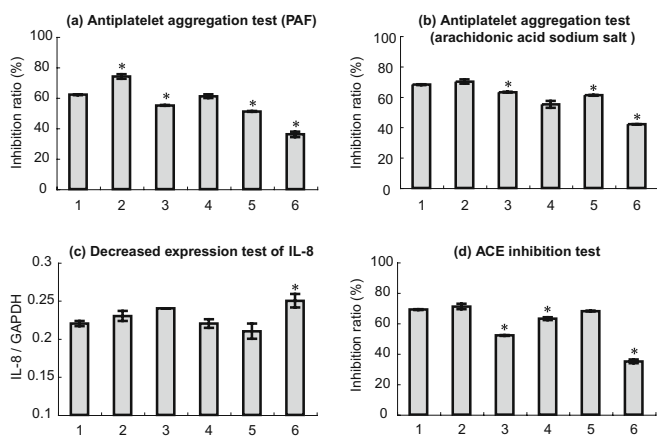 (a) Antiplatelet aggregation test (PAF)
Inhibition ratio (%)
100
80
60
40
20
0
*
*
*
*
1 2 3 4 5 6
(b) Antiplatelet aggregation test
(arachidonic acid sodium salt )
Inhibition ratio (%)
100
80
60
40
20
0
*
*
*
1 2 3 4 5 6
(c) Decreased expression test of IL-8
IL-8 / GAPDH
0.3
0.25
0.2
0.15
0.1
*
1 2 3 4 5 6
(d) ACE inhibition test
Inhibition ratio (%)
100
80
60
40
20
0
*
*
*
1 2 3 4 5 6